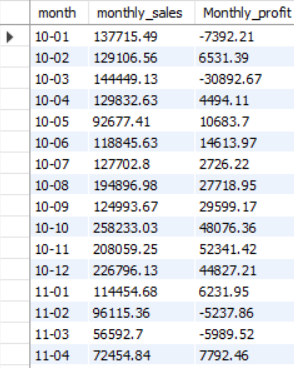 month monthly_sales Monthly_profit
10-01 137715.49 -7392.21
10-02 129106.56 6531.39
10-03 144449.13 -30892.67
10-04 129832.63 4494.11
10-05 92677.41 10683.7
10-06 118845.63 14613.97
10-07 127702.8 2726.22
10-08 194896.98 27718.95
10-09 124993.67 29599.17
10-10 258233.03 48076.36
10-11 208059.25 52341.42
10-12 226796.13 44827.21
11-01 114454.68 6231.95
11-02 96115.36 -5237.86
11-03 56592.7 -5989.52
11-04 72454.84 7792.46